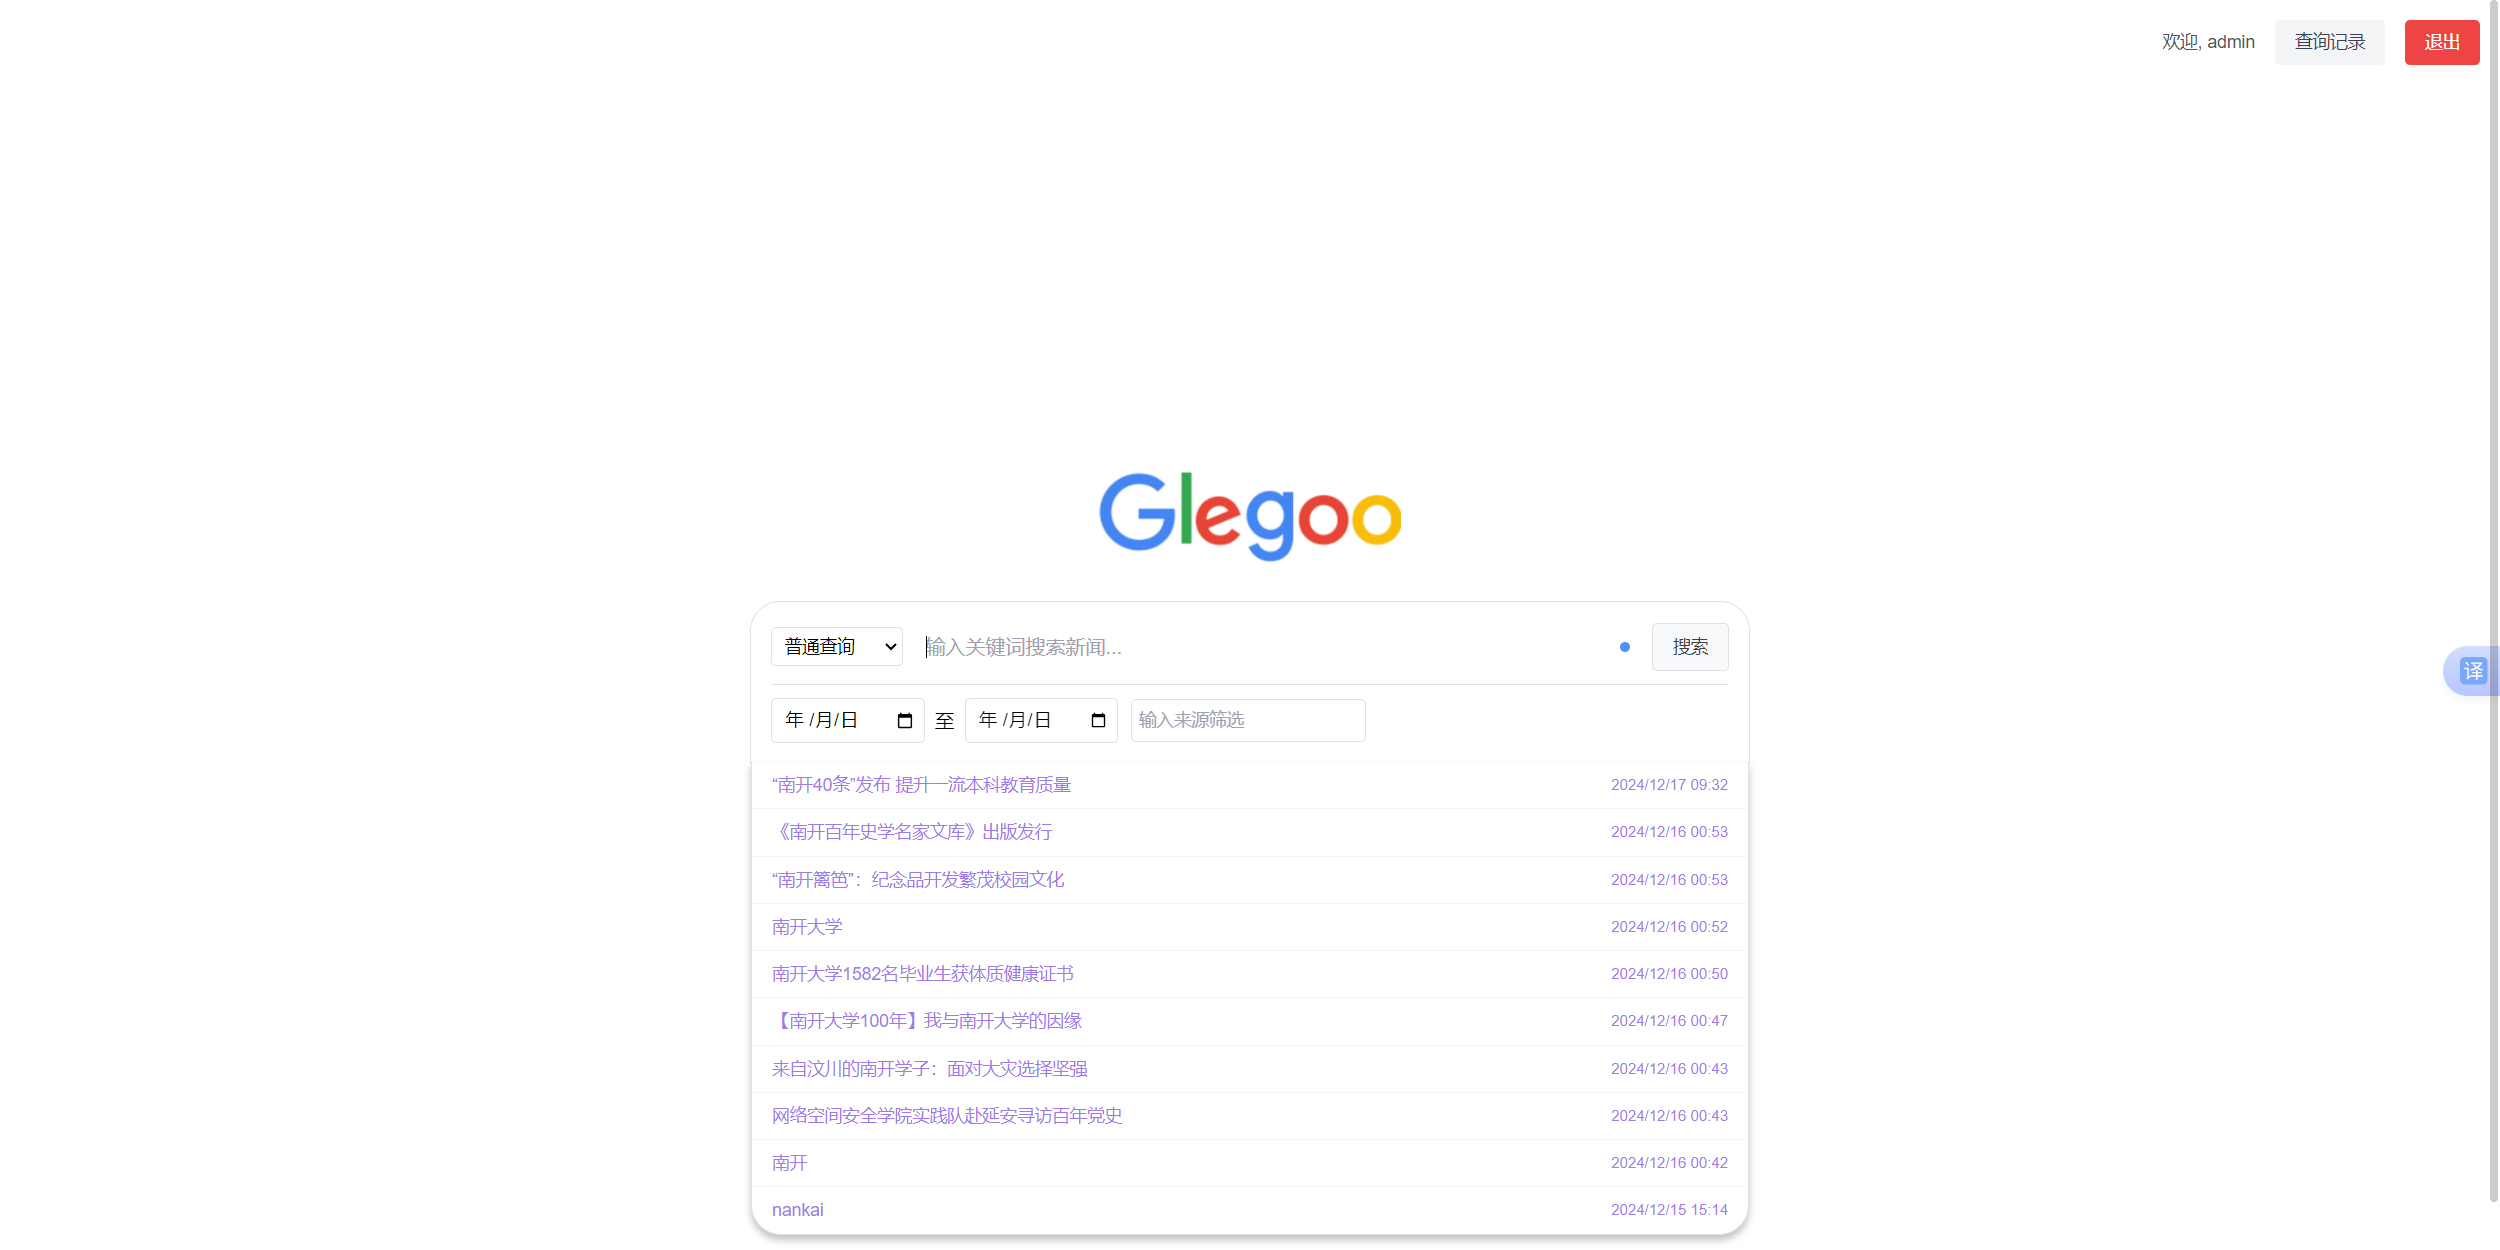 欢迎, admin 查询记录 退出
Glegoo
普通查询 输入关键词搜索新闻... 搜索
年 /月/日 至 年 /月/日 输入来源筛选
译
“南开40条”发布 提升一流本科教育质量 2024/12/17 09:32
《南开百年史学名家文库》出版发行 2024/12/16 00:53
“南开篱笆”：纪念品开发繁茂校园文化 2024/12/16 00:53
南开大学 2024/12/16 00:52
南开大学1582名毕业生获体质健康证书 2024/12/16 00:50
【南开大学100年】我与南开大学的因缘 2024/12/16 00:47
来自汶川的南开学子：面对大灾选择坚强 2024/12/16 00:43
网络空间安全学院实践队赴延安寻访百年党史 2024/12/16 00:43
南开 2024/12/16 00:42
nankai 2024/12/15 15:14